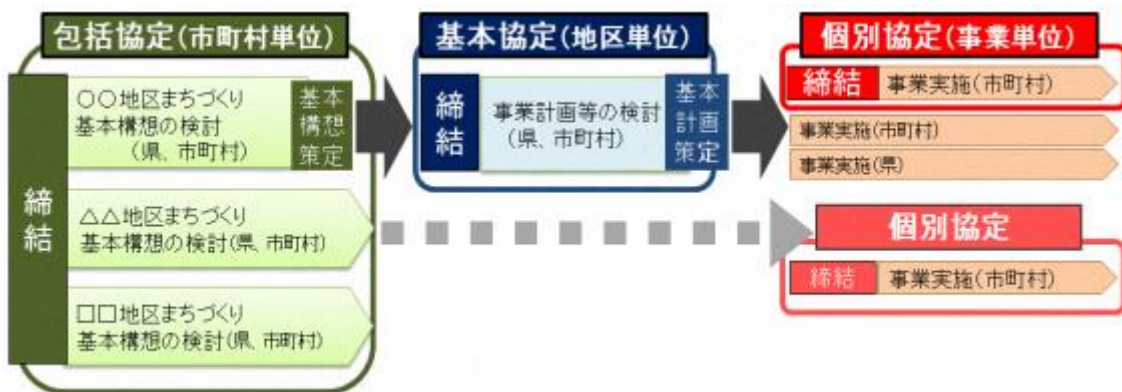 包括協定(市町村単位)
締結
○○地区まちづくり
基本構想の検討
(県、市町村)
基本
構想
策定
△△地区まちづくり
基本構想の検討(県、市町村)
□□地区まちづくり
基本構想の検討(県、市町村)
基本協定(地区単位)
締結
事業計画等の検討
(県、市町村)
基本
計画
策定
個別協定(事業単位)
締結
事業実施(市町村)
事業実施(市町村)
事業実施(県)
個別協定
締結
事業実施(市町村)